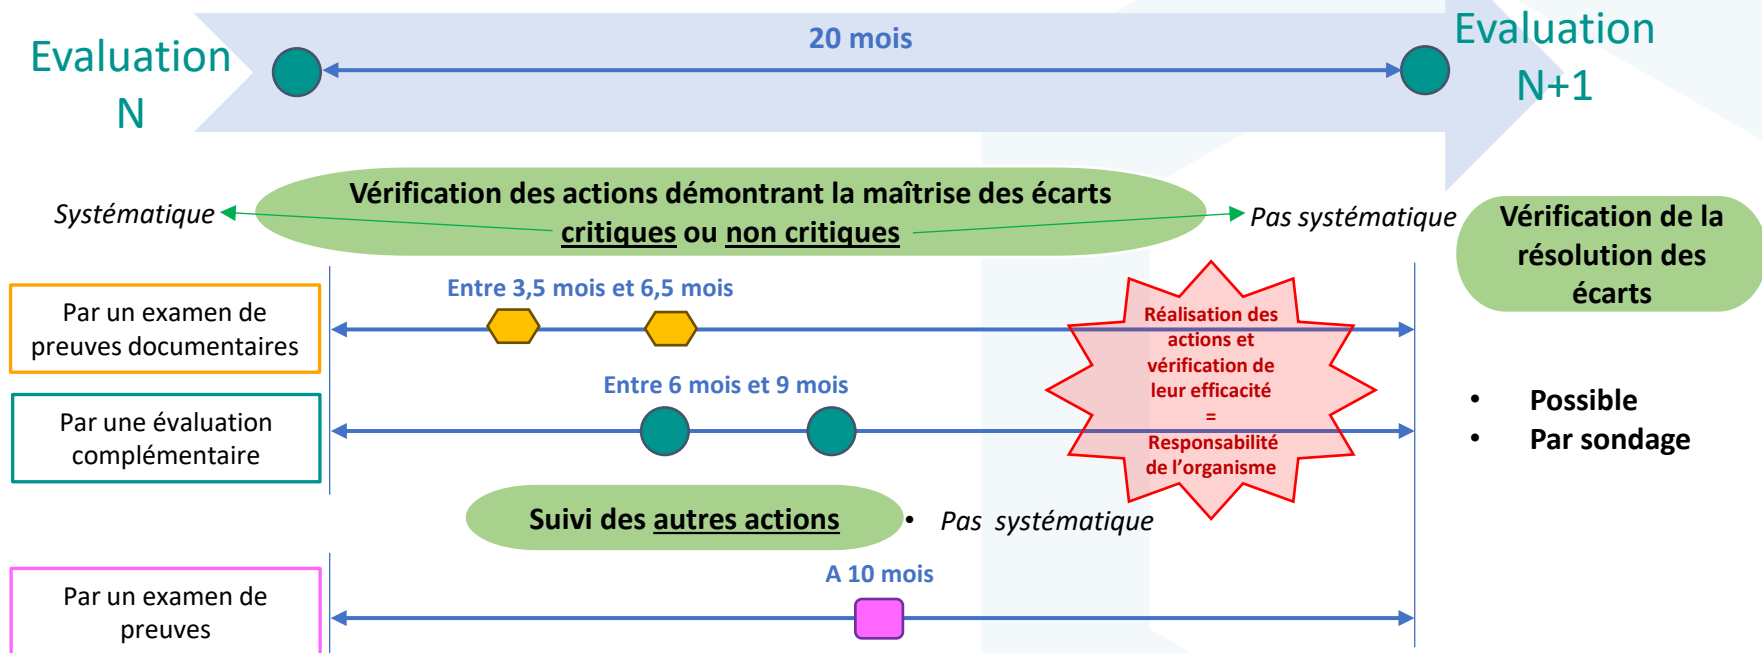 Evaluation
N
20 mois
Evaluation
N+1
Systématique
Vérification des actions démontrant la maîtrise des écarts
critiques ou non critiques
Pas systématique
Vérification de la
résolution des
écarts
Par un examen de
preuves documentaires
Entre 3,5 mois et 6,5 mois
Réalisation des
actions et
vérification de
leur efficacité
=
Responsabilité
de l’organisme
Par une évaluation
complémentaire
Entre 6 mois et 9 mois
• Possible
• Par sondage
Suivi des autres actions
• Pas systématique
Par un examen de
preuves
A 10 mois